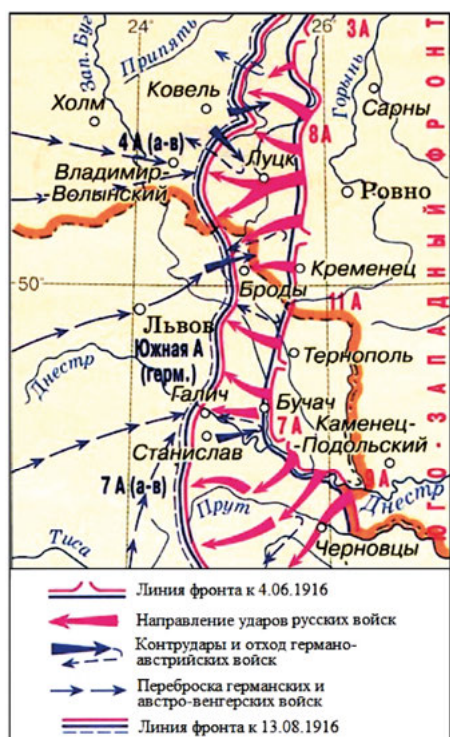 24°
26
3А
Зап. Буг
Припять
Горынь
Ковель
Сарны
Холм
8А
4 А (а-в)
Луцк
Владимир-
Волынский
Ровно
50°
Кременец
Броды
11 А
Львов
Южная А
(герм.)
Тернополь
Днестр
Галич
Бучач
7А
Каменец-
Подольский
Станислав
9А
7 А (а-в)
Днестр
Прут
Тиса
Черновцы
ЮГО-ЗАПАДНЫЙ ФРОНТ
Линия фронта к 4.06.1916
Направление ударов русских войск
Контрудары и отход германо-
австрийских войск
Переброска германских и
австро-венгерских войск
Линия фронта к 13.08.1916